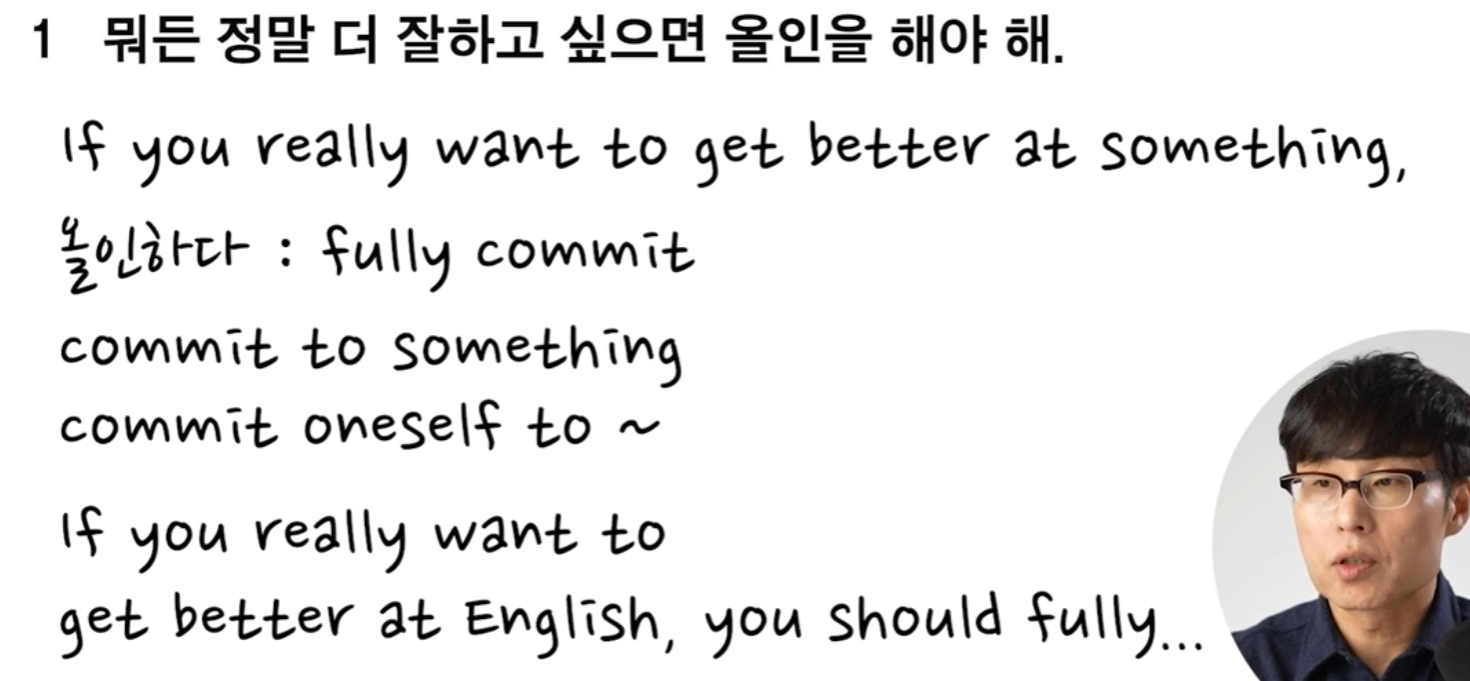 1 뭐든 정말 더 잘하고 싶으면 올인을 해야 해.
If you really want to get better at something,
올인하다 : fully commit
commit to something
commit oneself to ~
If you really want to
get better at English, you should fully...